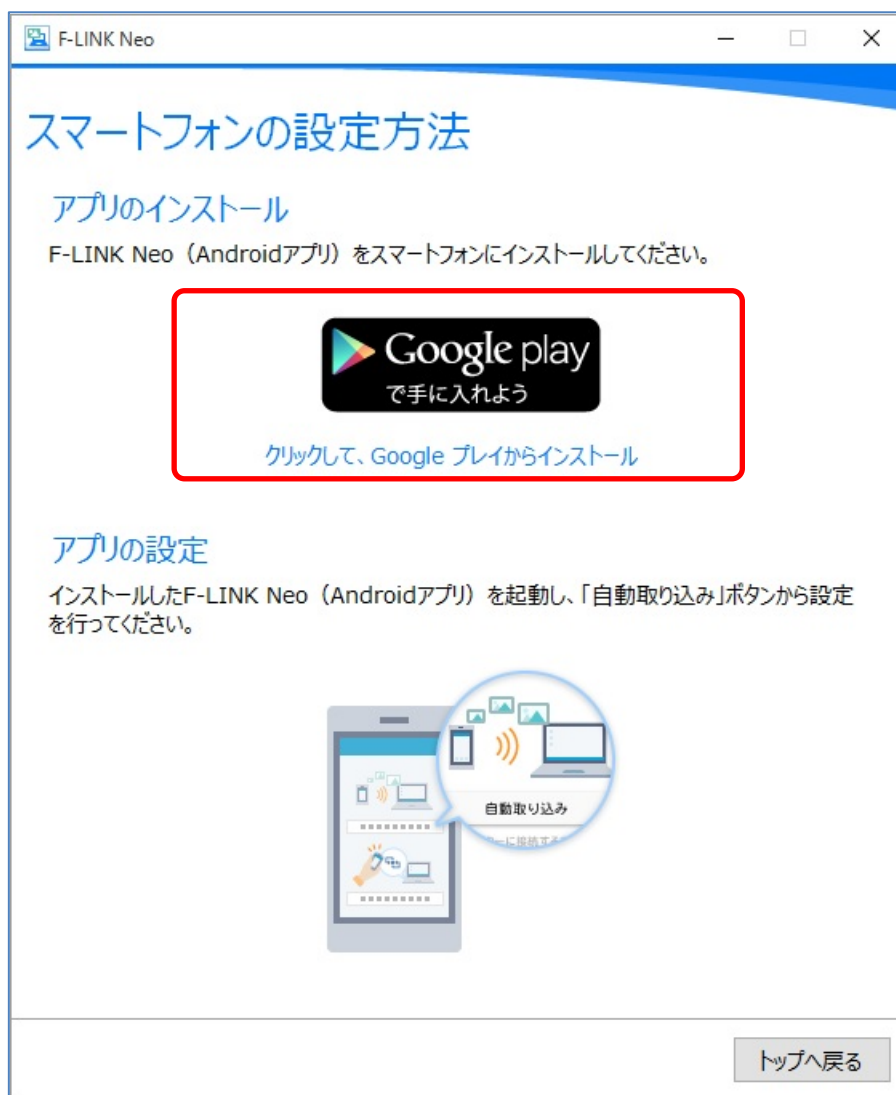 F-LINK Neo
スマートフォンの設定方法
アプリのインストール
F-LINK Neo（Androidアプリ）をスマートフォンにインストールしてください。
Google play
で手に入れよう
クリックして、Google プレイからインストール
アプリの設定
インストールしたF-LINK Neo（Androidアプリ）を起動し、「自動取り込み」ボタンから設定
を行ってください。
自動取り込み
に接続する
トップへ戻る